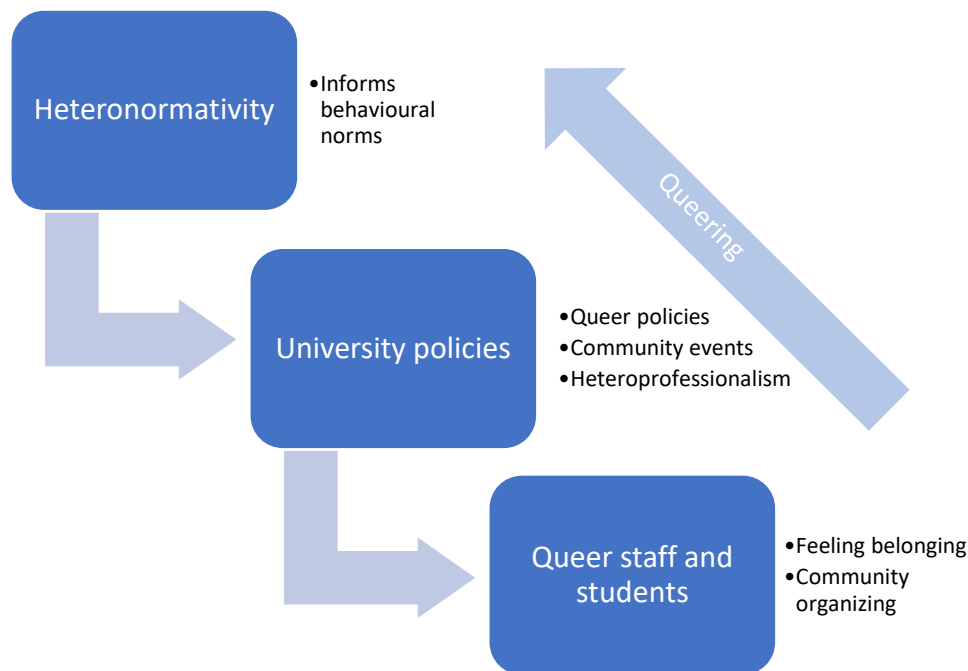 Heteronormativity
•Informs
behavioural
norms
Queering
University policies
•Queer policies
•Community events
•Heteroprofessionalism
Queer staff and
students
•Feeling belonging
•Community
organizing